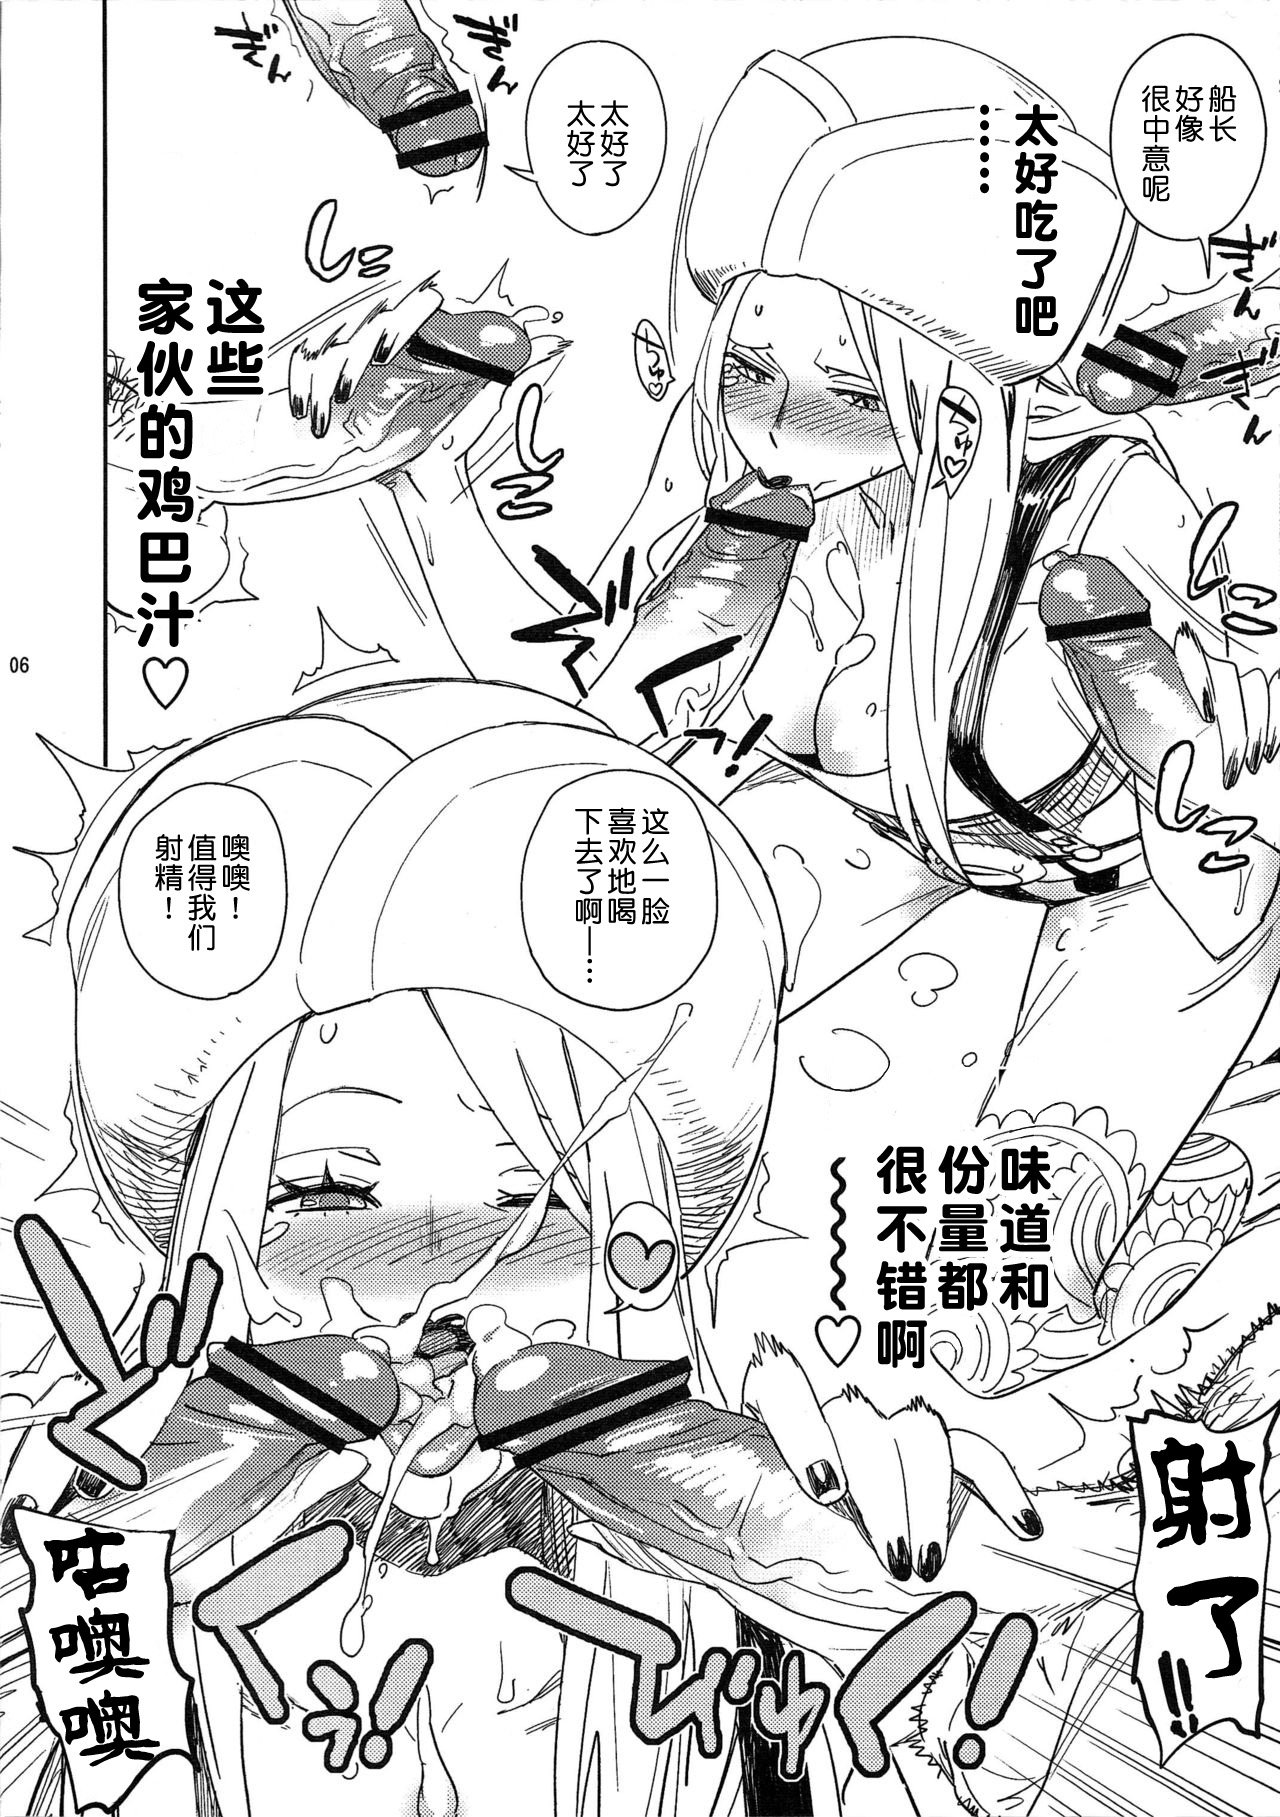 船长
好像
很中意呢
太好吃了吧
……
太好了
太好了
这些
家伙的鸡巴汁♡
ぎん
ぎん
ぎん
ぎん
しこ
しこ
しこ
しこ
ちゅ♡
ちゅ♡
这么一脸
喜欢地喝
下去了啊——…
噢噢！
值得我们
射精！
味道和
份量都
很不错啊
♡
♡
射了!!
咕噢噢噢
びゅく!
06